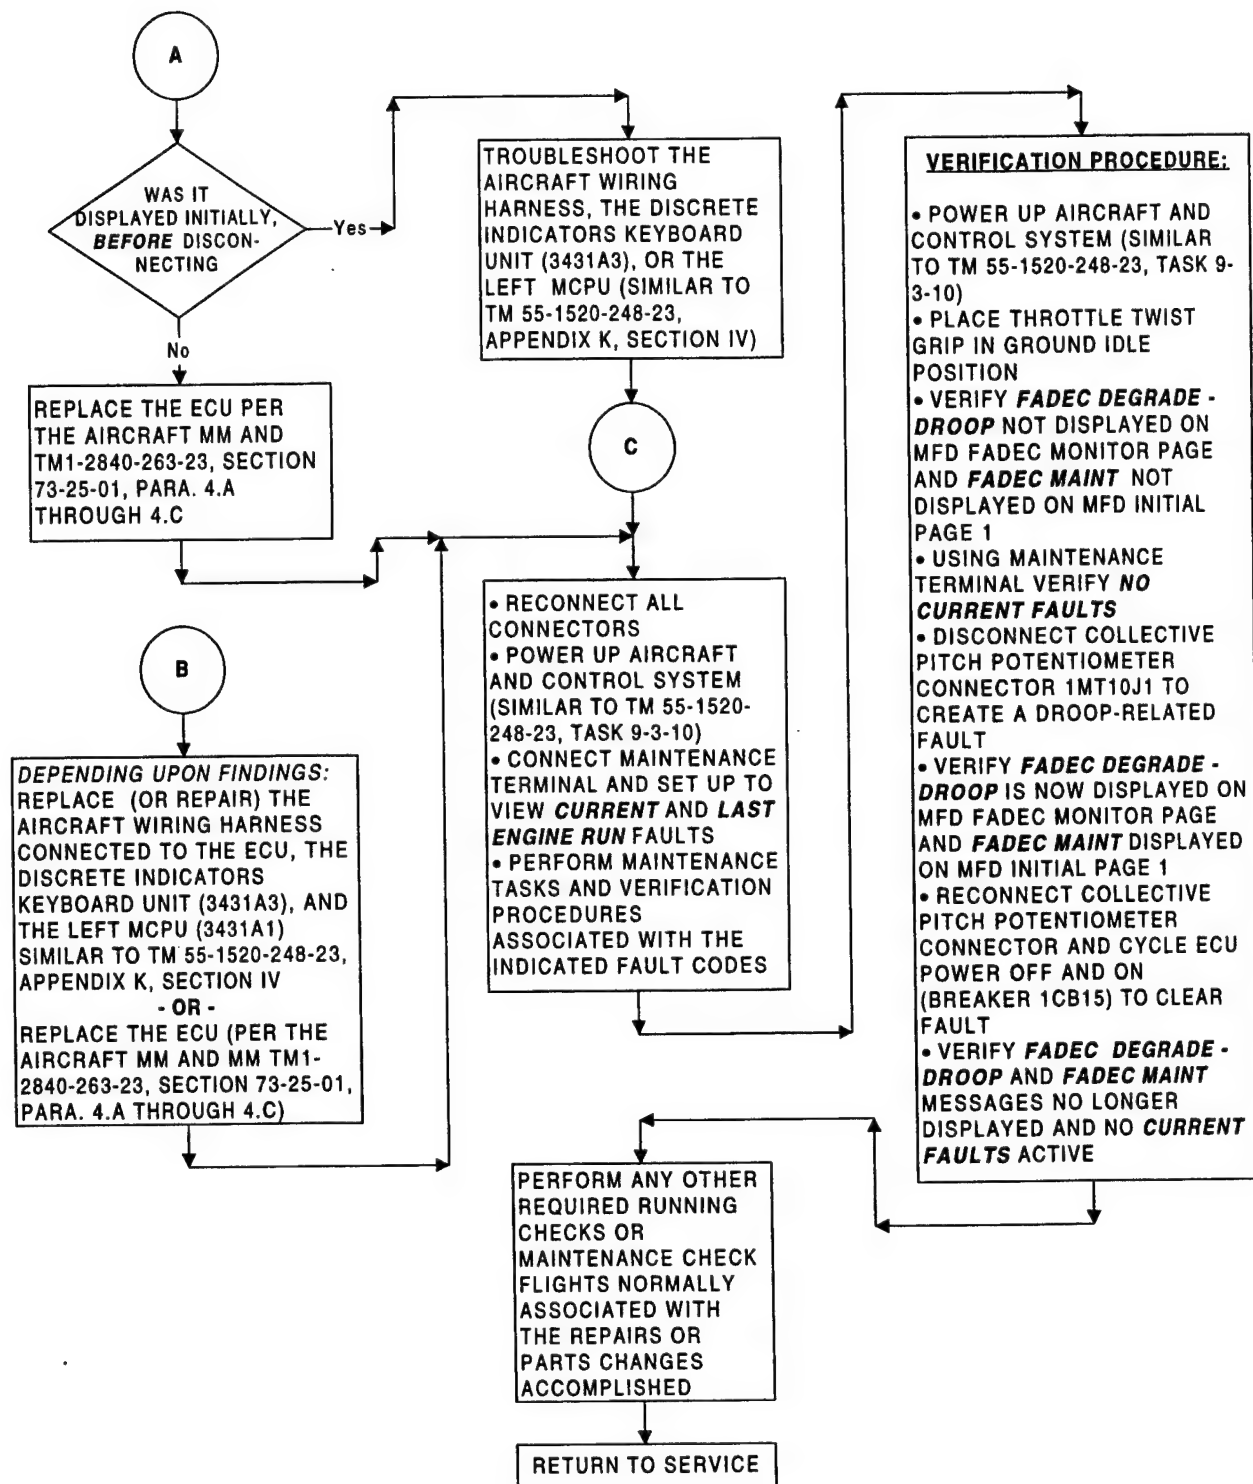 A
WAS IT
DISPLAYED INITIALLY,
BEFORE DISCON-
NECTING
Yes
No
REPLACE THE ECU PER
THE AIRCRAFT MM AND
TM1-2840-263-23, SECTION
73-25-01, PARA. 4.A
THROUGH 4.C
B
DEPENDING UPON FINDINGS:
REPLACE (OR REPAIR) THE
AIRCRAFT WIRING HARNESS
CONNECTED TO THE ECU, THE
DISCRETE INDICATORS
KEYBOARD UNIT (3431A3), AND
THE LEFT MCPU (3431A1)
SIMILAR TO TM 55-1520-248-23,
APPENDIX K, SECTION IV
- OR -
REPLACE THE ECU (PER THE
AIRCRAFT MM AND MM TM1-
2840-263-23, SECTION 73-25-01,
PARA. 4.A THROUGH 4.C)
TROUBLESHOOT THE
AIRCRAFT WIRING
HARNESS, THE DISCRETE
INDICATORS KEYBOARD
UNIT (3431A3), OR THE
LEFT MCPU (SIMILAR TO
TM 55-1520-248-23,
APPENDIX K, SECTION IV)
C
• RECONNECT ALL
CONNECTORS
• POWER UP AIRCRAFT
AND CONTROL SYSTEM
(SIMILAR TO TM 55-1520-
248-23, TASK 9-3-10)
• CONNECT MAINTENANCE
TERMINAL AND SET UP TO
VIEW CURRENT AND LAST
ENGINE RUN FAULTS
• PERFORM MAINTENANCE
TASKS AND VERIFICATION
PROCEDURES
ASSOCIATED WITH THE
INDICATED FAULT CODES
VERIFICATION PROCEDURE:
• POWER UP AIRCRAFT AND
CONTROL SYSTEM (SIMILAR
TO TM 55-1520-248-23, TASK 9-
3-10)
• PLACE THROTTLE TWIST
GRIP IN GROUND IDLE
POSITION
• VERIFY FADEC DEGRADE -
DROOP NOT DISPLAYED ON
MFD FADEC MONITOR PAGE
AND FADEC MAINT NOT
DISPLAYED ON MFD INITIAL
PAGE 1
• USING MAINTENANCE
TERMINAL VERIFY NO
CURRENT FAULTS
• DISCONNECT COLLECTIVE
PITCH POTENTIOMETER
CONNECTOR 1MT10J1 TO
CREATE A DROOP-RELATED
FAULT
• VERIFY FADEC DEGRADE -
DROOP IS NOW DISPLAYED ON
MFD FADEC MONITOR PAGE
AND FADEC MAINT DISPLAYED
ON MFD INITIAL PAGE 1
• RECONNECT COLLECTIVE
PITCH POTENTIOMETER
CONNECTOR AND CYCLE ECU
POWER OFF AND ON
(BREAKER 1CB15) TO CLEAR
FAULT
• VERIFY FADEC DEGRADE -
DROOP AND FADEC MAINT
MESSAGES NO LONGER
DISPLAYED AND NO CURRENT
FAULTS ACTIVE
PERFORM ANY OTHER
REQUIRED RUNNING
CHECKS OR
MAINTENANCE CHECK
FLIGHTS NORMALLY
ASSOCIATED WITH
THE REPAIRS OR
PARTS CHANGES
ACCOMPLISHED
RETURN TO SERVICE